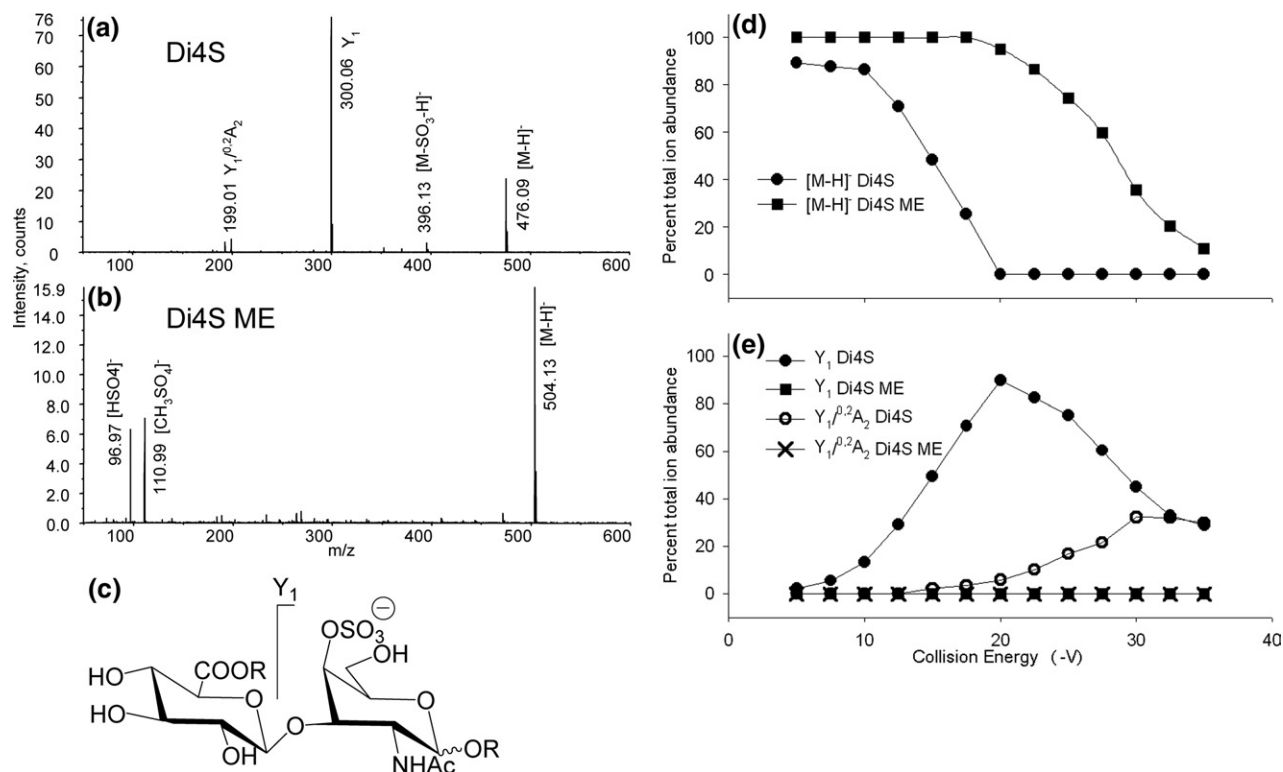 (a)
Di4S
Intensity, counts
76
70
60
50
40
30
20
10
0
199.01 Y1/0,2A2
300.06 Y1
396.13 [M-SO3-H]-
476.09 [M-H]-
100 200 300 400 500 600
(b)
Di4S ME
15.9
14.0
12.0
10.0
8.0
6.0
4.0
2.0
0.0
96.97 [HSO4]-
110.99 [CH3SO4]-
504.13 [M-H]-
100 200 300 400 500 600
m/z
(c)
Y1
OSO3 −
COOR
OH
HO
O
HO
O
O
OH
NHAc
OR
(d)
Percent total ion abundance
100
80
60
40
20
0
[M-H]- Di4S
[M-H]- Di4S ME
(e)
Percent total ion abundance
100
80
60
40
20
0
Y1 Di4S
Y1 Di4S ME
Y1/0,2A2 Di4S
Y1/0,2A2 Di4S ME
0 10 20 30 40
Collision Energy (-V)